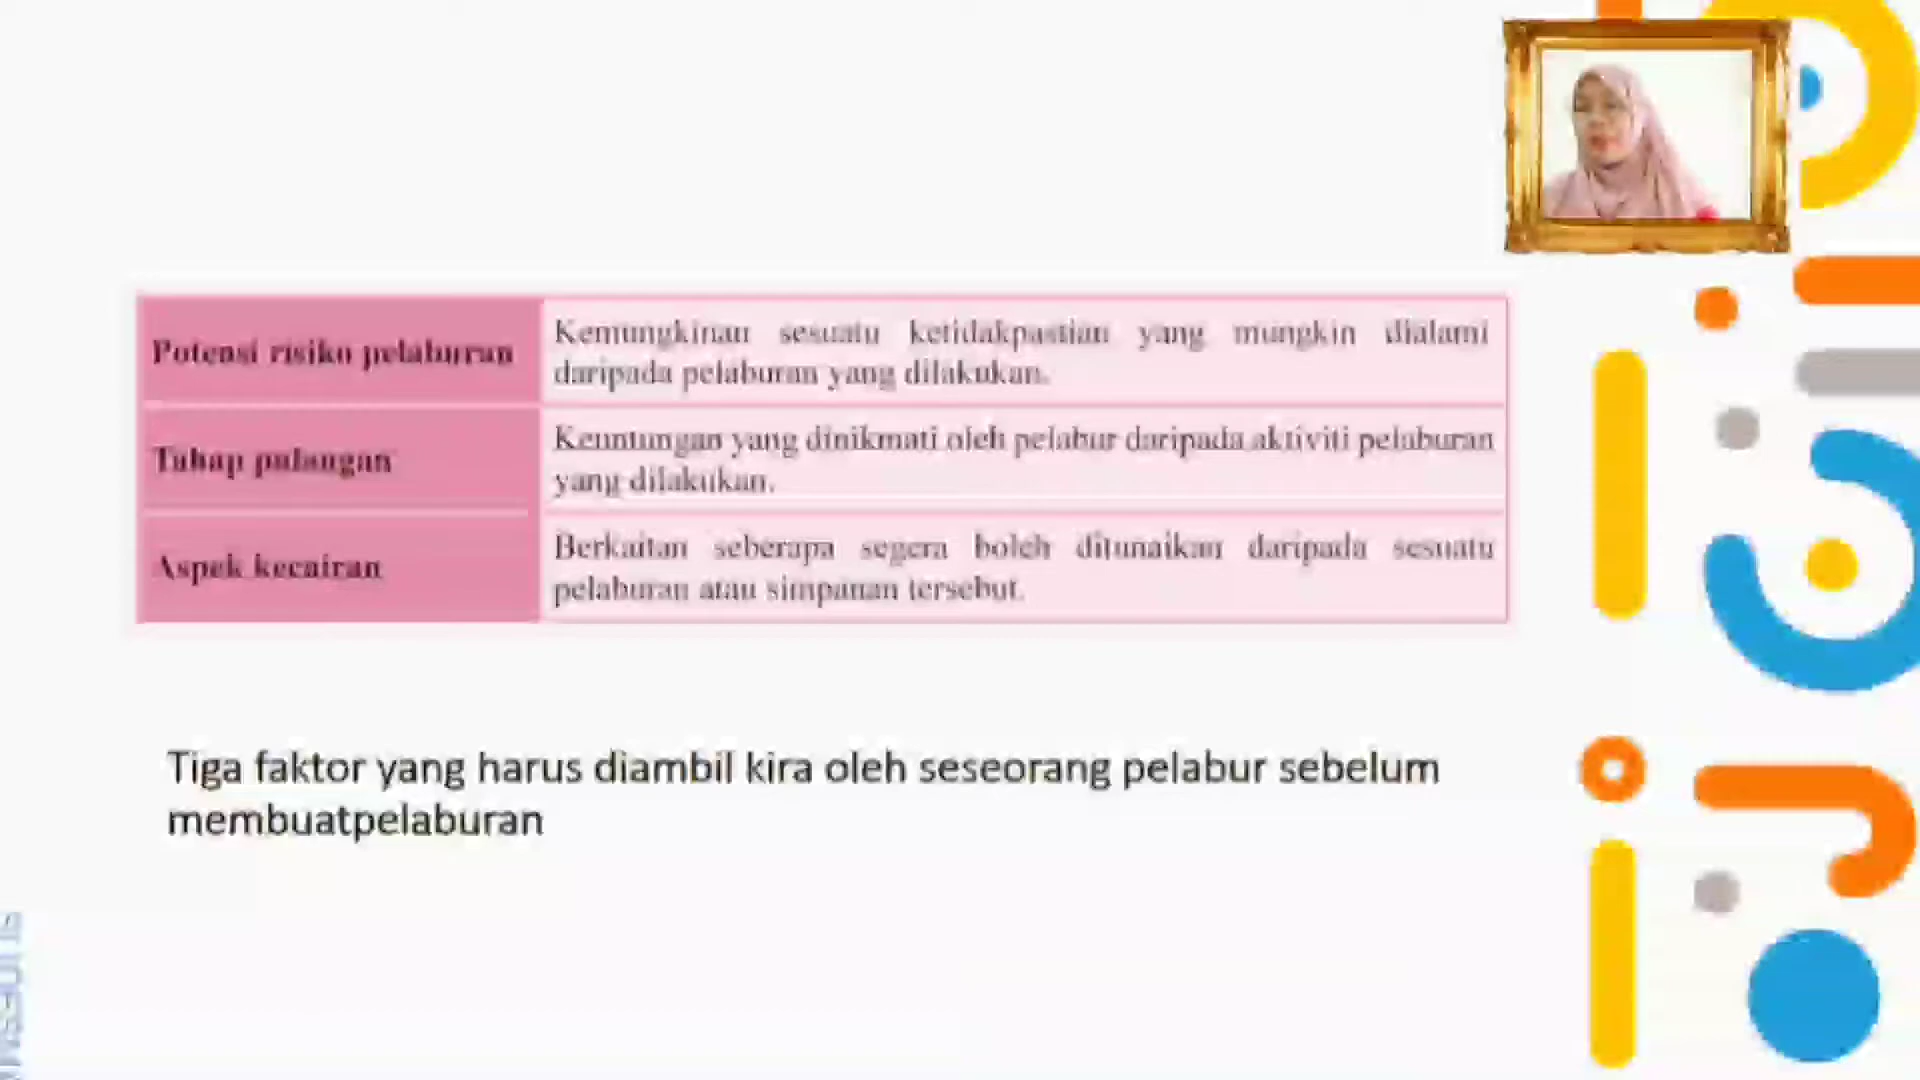 Potensi risiko pelaburan
Kemungkinan sesuatu ketidakpastian yang mungkin dialami
daripada pelaburan yang dilakukan.
Tahap pulangan
Keuntungan yang dinikmati oleh pelabur daripada aktiviti pelaburan
yang dilakukan.
Aspek kecairan
Berkaitan seberapa segera boleh ditunaikan daripada sesuatu
pelaburan atau simpanan tersebut.
Tiga faktor yang harus diambil kira oleh seseorang pelabur sebelum
membuatpelaburan